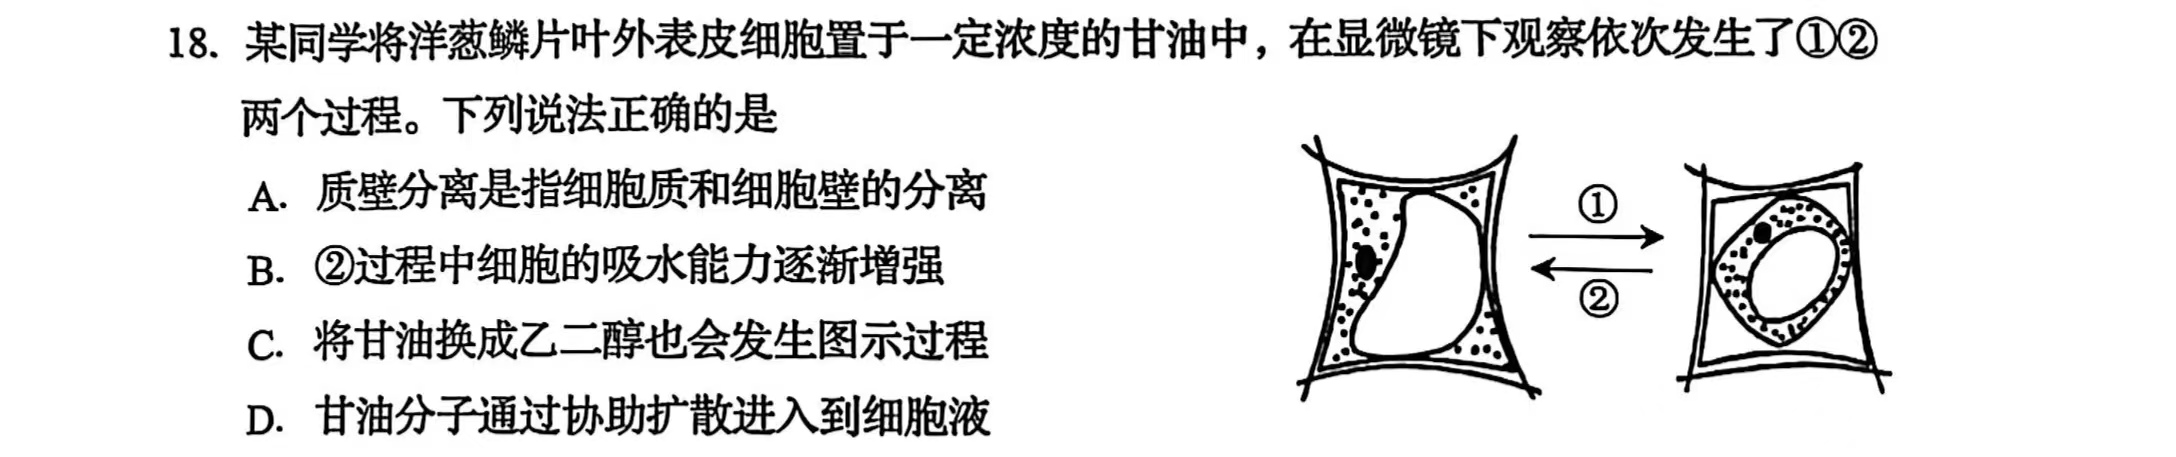 18. 某同学将洋葱鳞片叶外表皮细胞置于一定浓度的甘油中，在显微镜下观察依次发生了①②
两个过程。下列说法正确的是
A. 质壁分离是指细胞质和细胞壁的分离
B. ②过程中细胞的吸水能力逐渐增强
C. 将甘油换成乙二醇也会发生图示过程
D. 甘油分子通过协助扩散进入到细胞液
①
②